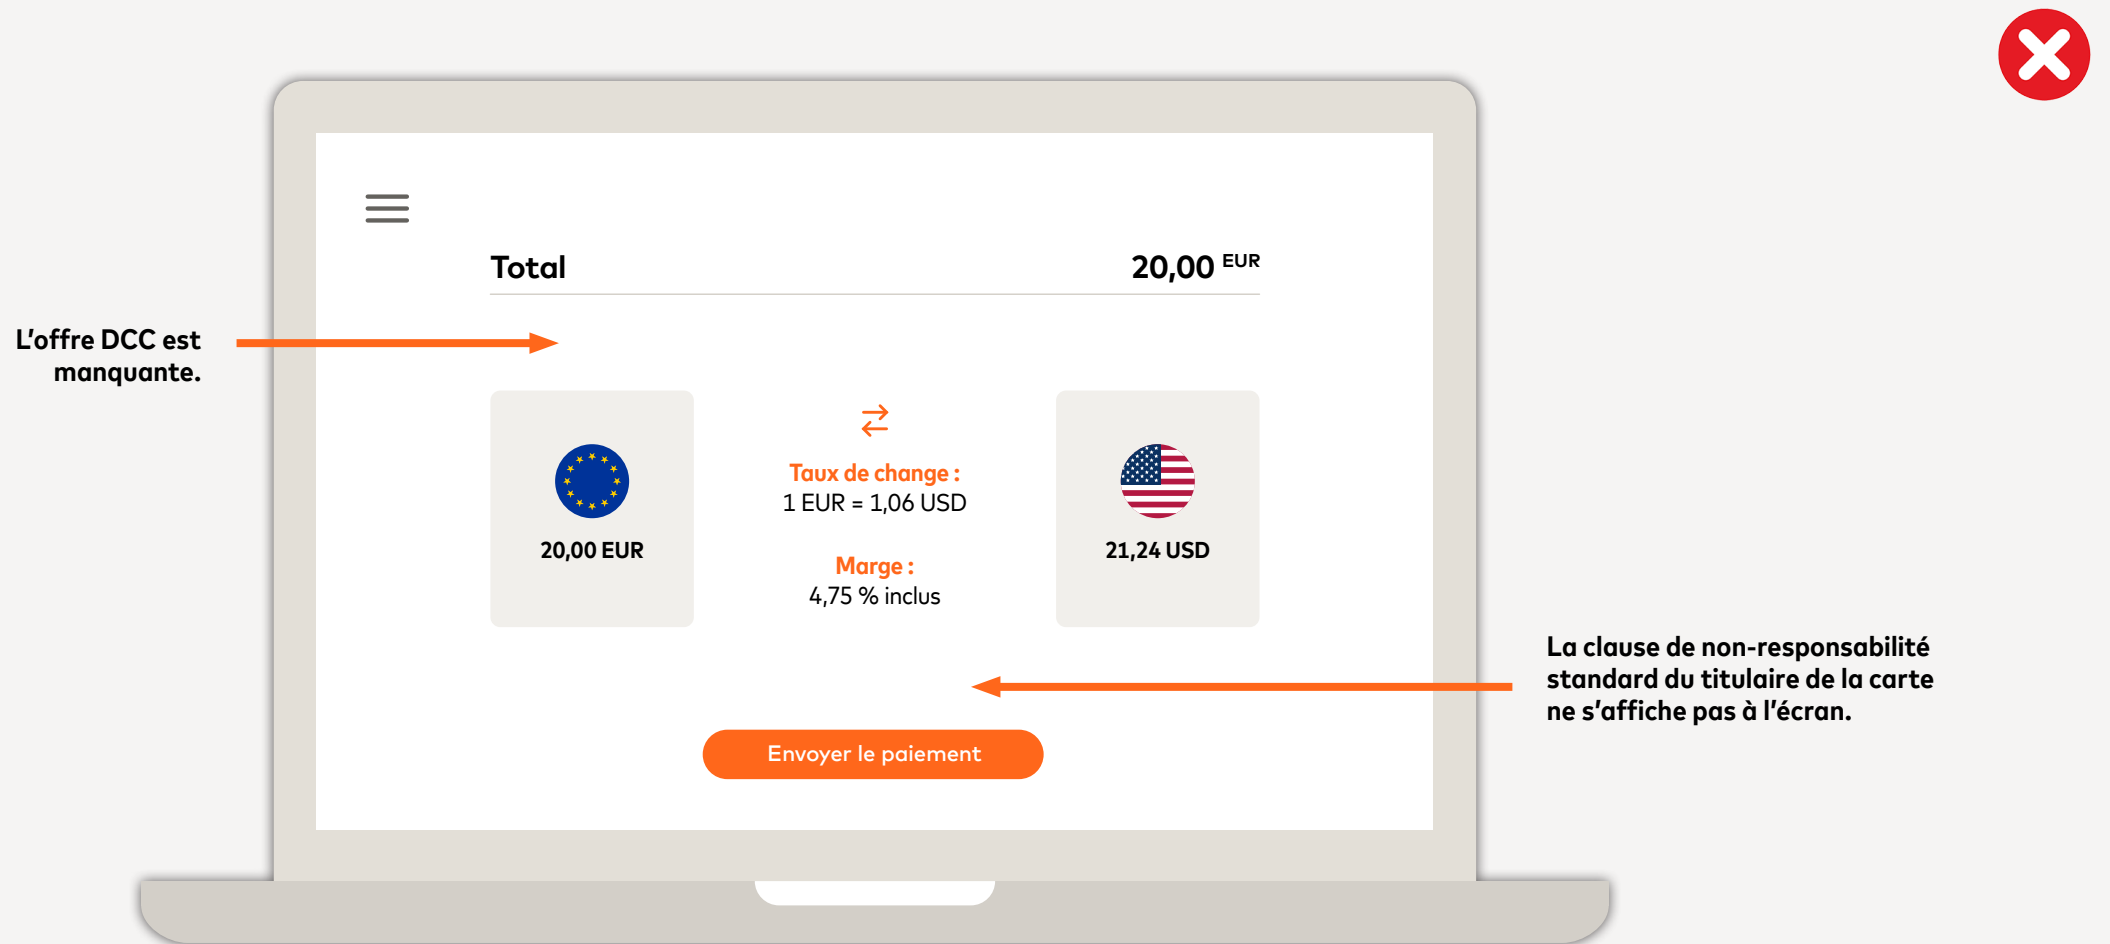 Total
20,00 EUR
L’offre DCC est
manquante.
20,00 EUR
Taux de change :
1 EUR = 1,06 USD
Marge :
4,75 % inclus
21,24 USD
La clause de non-responsabilité
standard du titulaire de la carte
ne s’affiche pas à l’écran.
Envoyer le paiement